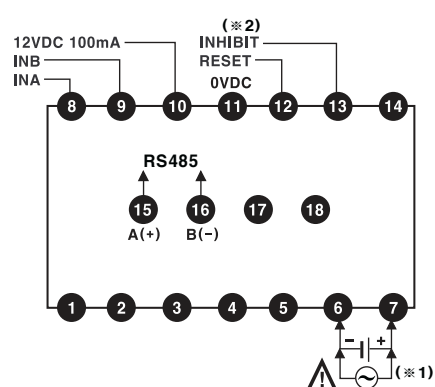 (※2)
12VDC 100mA INHIBIT
INB RESET
INA 0VDC
8 9 10 11 12 13 14
RS485
15 16 17 18
A(+) B(−)
1 2 3 4 5 6 7
− +
(※1)